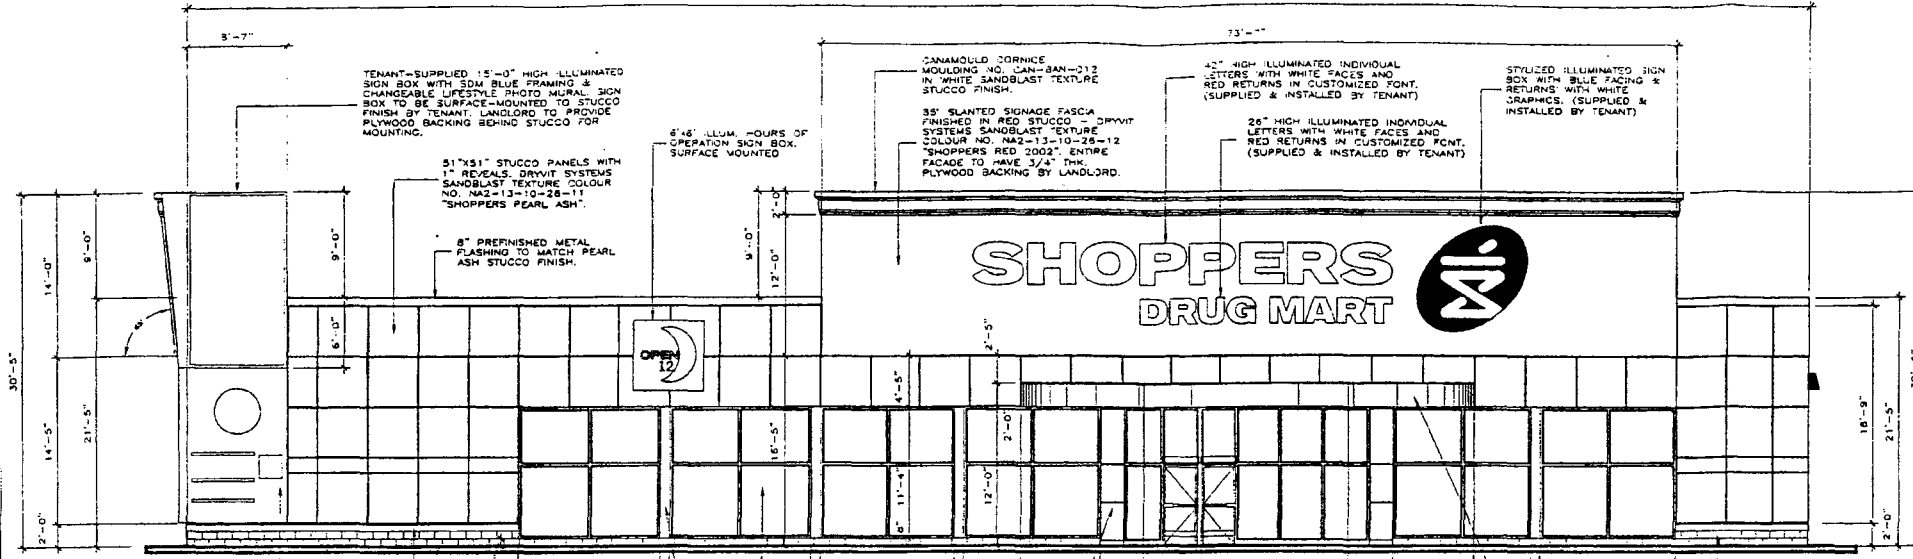 8'-7"
73'-7"
TENANT-SUPPLIED 15'-0" HIGH ILLUMINATED
SIGN BOX WITH SDM BLUE FRAMING &
CHANGEABLE LIFESTYLE PHOTO MURAL. SIGN
BOX TO BE SURFACE-MOUNTED TO STUCCO
FINISH BY TENANT. LANDLORD TO PROVIDE
PLYWOOD BACKING BEHIND STUCCO FOR
MOUNTING.
51"X51" STUCCO PANELS WITH
1" REVEALS. DRYVIT SYSTEMS
SANDBLAST TEXTURE COLOUR
NO. NA2-13-10-26-11
"SHOPPERS PEARL ASH".
8" PREFINISHED METAL
FLASHING TO MATCH PEARL
ASH STUCCO FINISH.
6'x6' ILLUM. HOURS OF
OPERATION SIGN BOX.
SURFACE MOUNTED
CANAMOULD CORNICE
MOULDING NO. CAN-BAN-012
IN WHITE SANDBLAST TEXTURE
STUCCO FINISH.
SLANTED SIGNAGE FASCIA
FINISHED IN RED STUCCO - DRYVIT
SYSTEMS SANDBLAST TEXTURE
COLOUR NO. NA2-13-10-26-12
"SHOPPERS RED 2002". ENTIRE
FACADE TO HAVE 3/4" THK.
PLYWOOD BACKING BY LANDLORD.
42" HIGH ILLUMINATED INDIVIDUAL
LETTERS WITH WHITE FACES AND
RED RETURNS IN CUSTOMIZED FONT.
(SUPPLIED & INSTALLED BY TENANT)
26" HIGH ILLUMINATED INDIVIDUAL
LETTERS WITH WHITE FACES AND
RED RETURNS IN CUSTOMIZED FONT.
(SUPPLIED & INSTALLED BY TENANT)
STYLIZED ILLUMINATED SIGN
BOX WITH BLUE FACING &
RETURNS WITH WHITE
GRAPHICS. (SUPPLIED &
INSTALLED BY TENANT)
SHOPPERS
DRUG MART
OPEN
12
30'-5"
14'-0"
14'-5"
2'-0"
9'-0"
21'-5"
9'-0"
6'-0"
9'-0"
2'-0"
12'-0"
16'-5"
4'-5"
11'-4"
8"
2'-5"
2'-0"
12'-0"
18'-9"
2'-0"
21'-5"